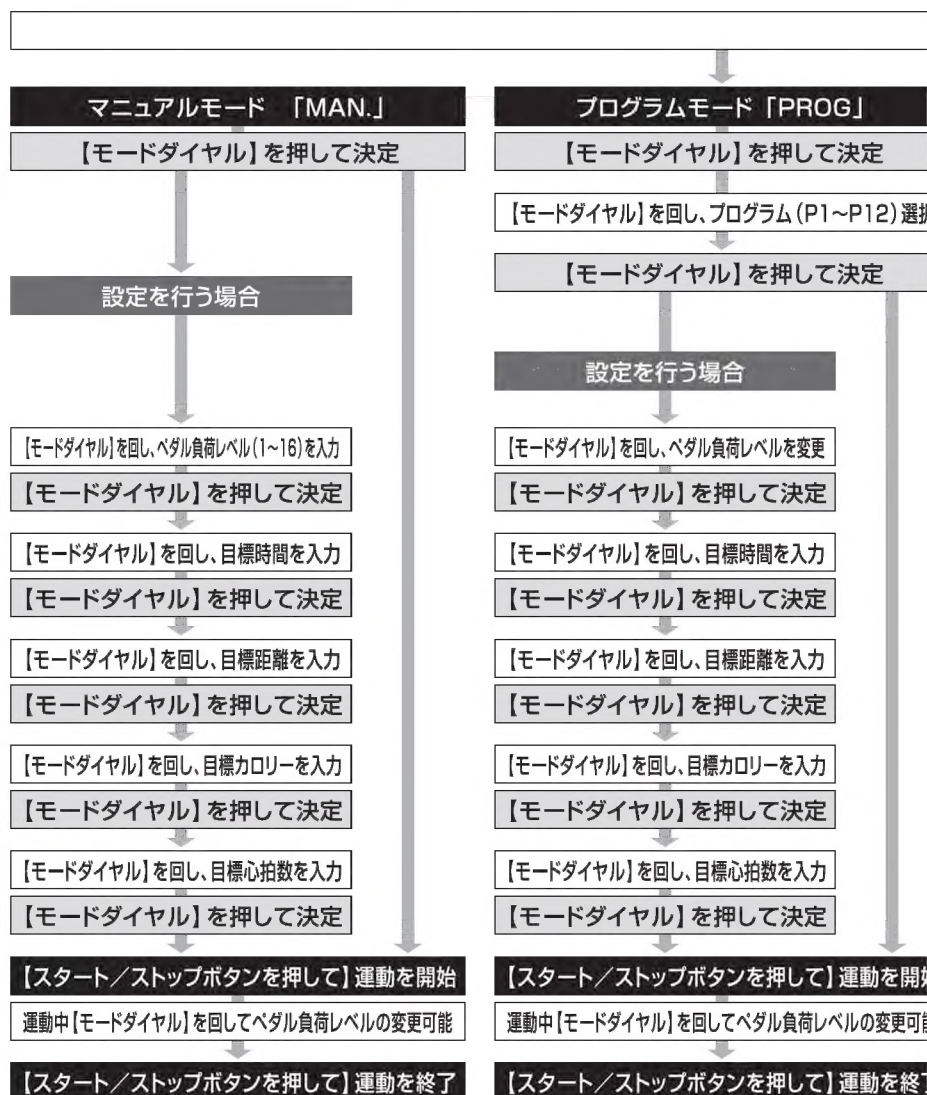 マニュアルモード 「MAN.」
【モードダイヤル】を押して決定
設定を行う場合
【モードダイヤル】を回し、ペダル負荷レベル(1~16)を入力
【モードダイヤル】を押して決定
【モードダイヤル】を回し、目標時間を入力
【モードダイヤル】を押して決定
【モードダイヤル】を回し、目標距離を入力
【モードダイヤル】を押して決定
【モードダイヤル】を回し、目標カロリーを入力
【モードダイヤル】を押して決定
【モードダイヤル】を回し、目標心拍数を入力
【モードダイヤル】を押して決定
【スタート／ストップボタンを押して】運動を開始
運動中【モードダイヤル】を回してペダル負荷レベルの変更可能
【スタート／ストップボタンを押して】運動を終了
プログラムモード「PROG」
【モードダイヤル】を押して決定
【モードダイヤル】を回し、プログラム(P1~P12)選択
【モードダイヤル】を押して決定
設定を行う場合
【モードダイヤル】を回し、ペダル負荷レベルを変更
【モードダイヤル】を押して決定
【モードダイヤル】を回し、目標時間を入力
【モードダイヤル】を押して決定
【モードダイヤル】を回し、目標距離を入力
【モードダイヤル】を押して決定
【モードダイヤル】を回し、目標カロリーを入力
【モードダイヤル】を押して決定
【モードダイヤル】を回し、目標心拍数を入力
【モードダイヤル】を押して決定
【スタート／ストップボタンを押して】運動を開始
運動中【モードダイヤル】を回してペダル負荷レベルの変更可能
【スタート／ストップボタンを押して】運動を終了